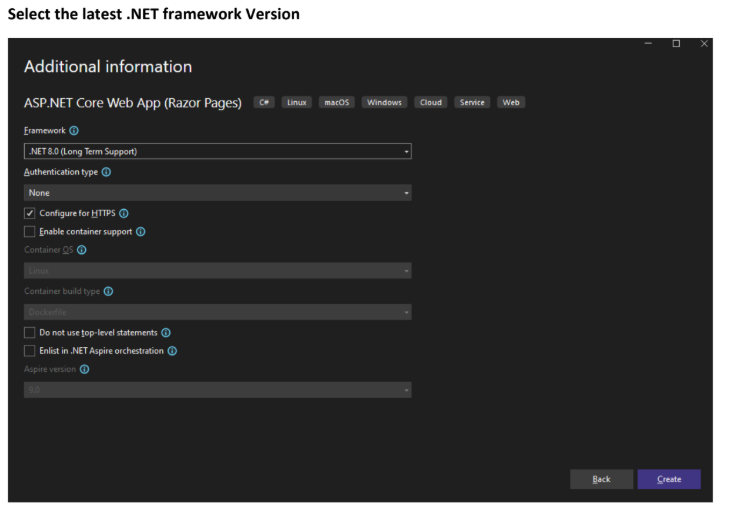 Select the latest .NET framework Version
Additional information
ASP.NET Core Web App (Razor Pages) C# Linux macOS Windows Cloud Service Web
Framework
.NET 8.0 (Long Term Support)
Authentication type
None
Configure for HTTPS
Enable container support
Container OS
Linux
Container build type
Dockerfile
Do not use top-level statements
Enlist in .NET Aspire orchestration
Aspire version
9.0
Back Create